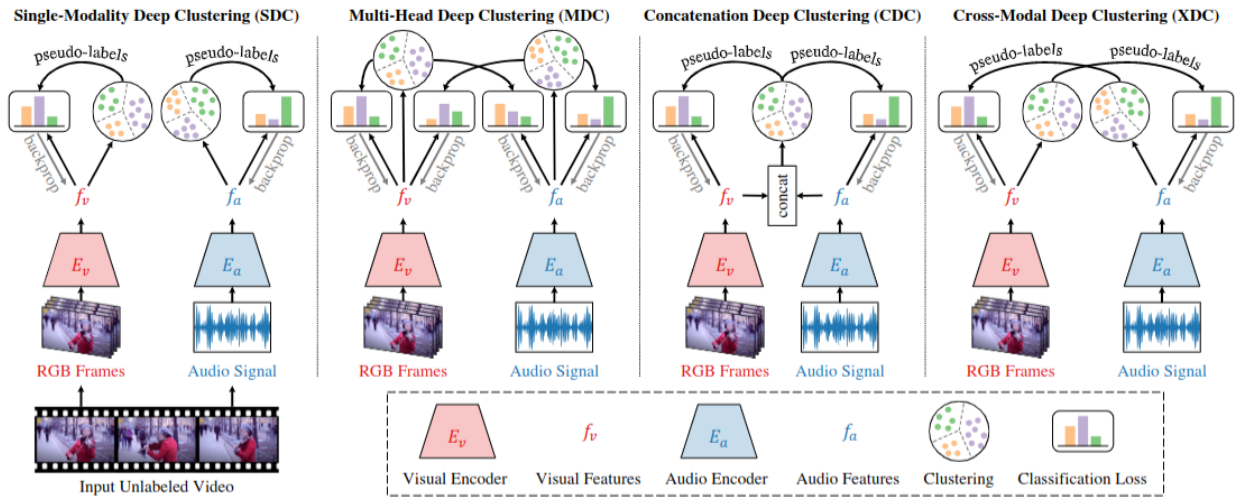 Single-Modality Deep Clustering (SDC)
pseudo-labels
pseudo-labels
backprop
backprop
f_v
f_a
E_v
E_a
RGB Frames
Audio Signal
Input Unlabeled Video
Multi-Head Deep Clustering (MDC)
backprop
backprop
backprop
backprop
f_v
f_a
E_v
E_a
RGB Frames
Audio Signal
Concatenation Deep Clustering (CDC)
pseudo-labels
pseudo-labels
backprop
backprop
f_v
concat
f_a
E_v
E_a
RGB Frames
Audio Signal
Cross-Modal Deep Clustering (XDC)
pseudo-labels
pseudo-labels
backprop
backprop
f_v
f_a
E_v
E_a
RGB Frames
Audio Signal
E_v
f_v
E_a
f_a
Visual Encoder
Visual Features
Audio Encoder
Audio Features
Clustering
Classification Loss